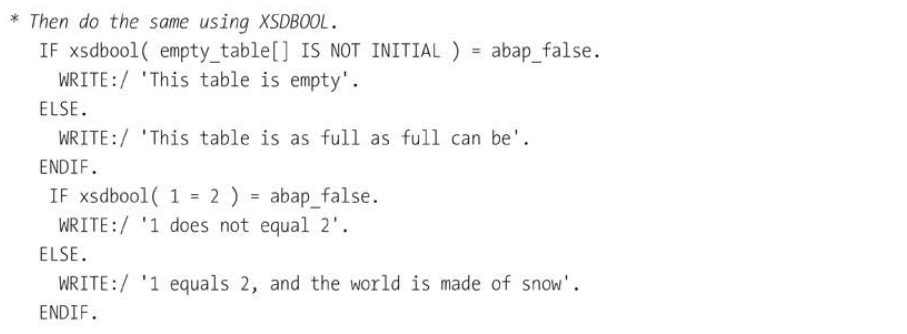 * Then do the same using XSDBOOL.
IF xsdbool( empty_table[] IS NOT INITIAL ) = abap_false.
WRITE:/ 'This table is empty'.
ELSE.
WRITE:/ 'This table is as full as full can be'.
ENDIF.
IF xsdbool( 1 = 2 ) = abap_false.
WRITE:/ '1 does not equal 2'.
ELSE.
WRITE:/ '1 equals 2, and the world is made of snow'.
ENDIF.